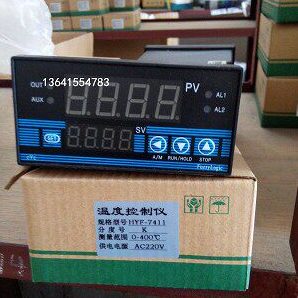 13641554783
OUT
PV
AUX
AL1
AL2
SV
A/M RUN/HOLD STOP
温度控制仪
规格型号 HYF-7411
分度号 K
测量范围 0-400℃
供电电源 AC220V